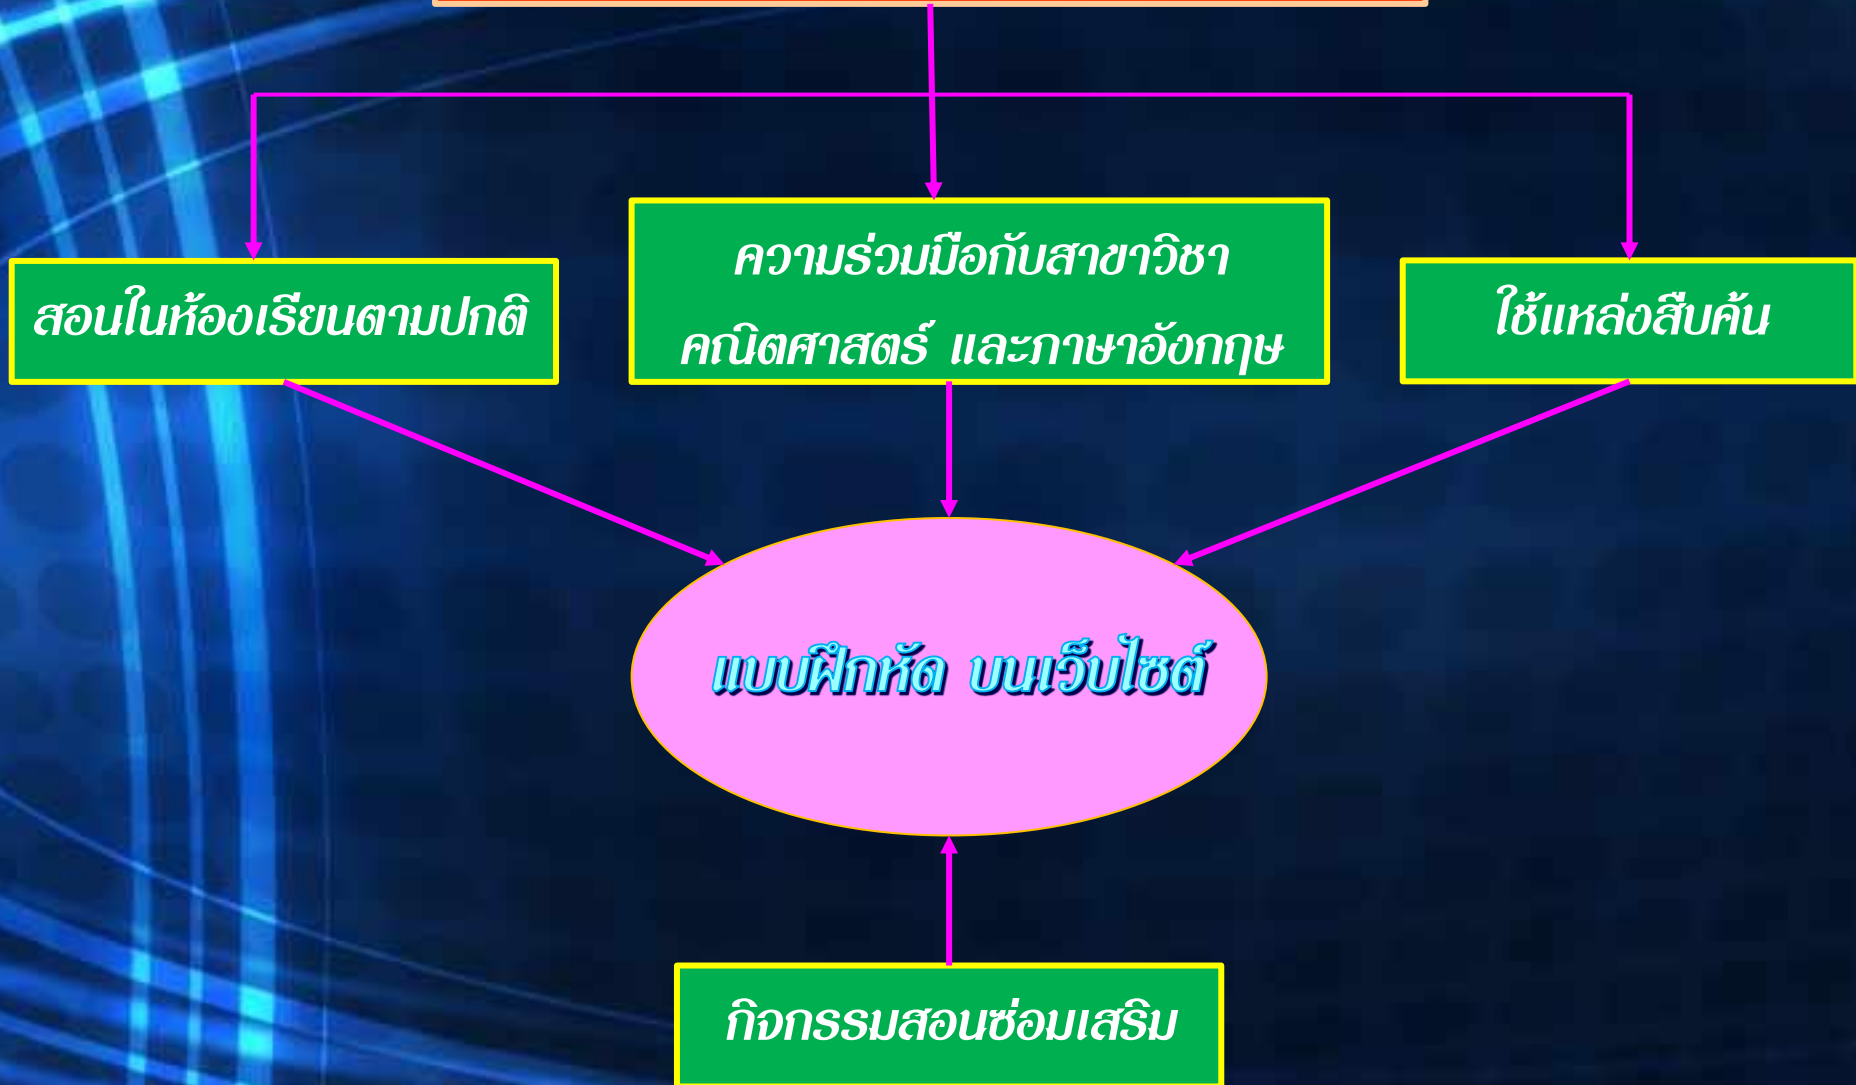 ความร่วมมือกับสาขาวิชา
คณิตศาสตร์ และภาษาอังกฤษ
สอนในห้องเรียนตามปกติ
ใช้แหล่งสืบค้น
แบบฝึกหัด บนเว็บไซต์
กิจกรรมสอนซ่อมเสริม